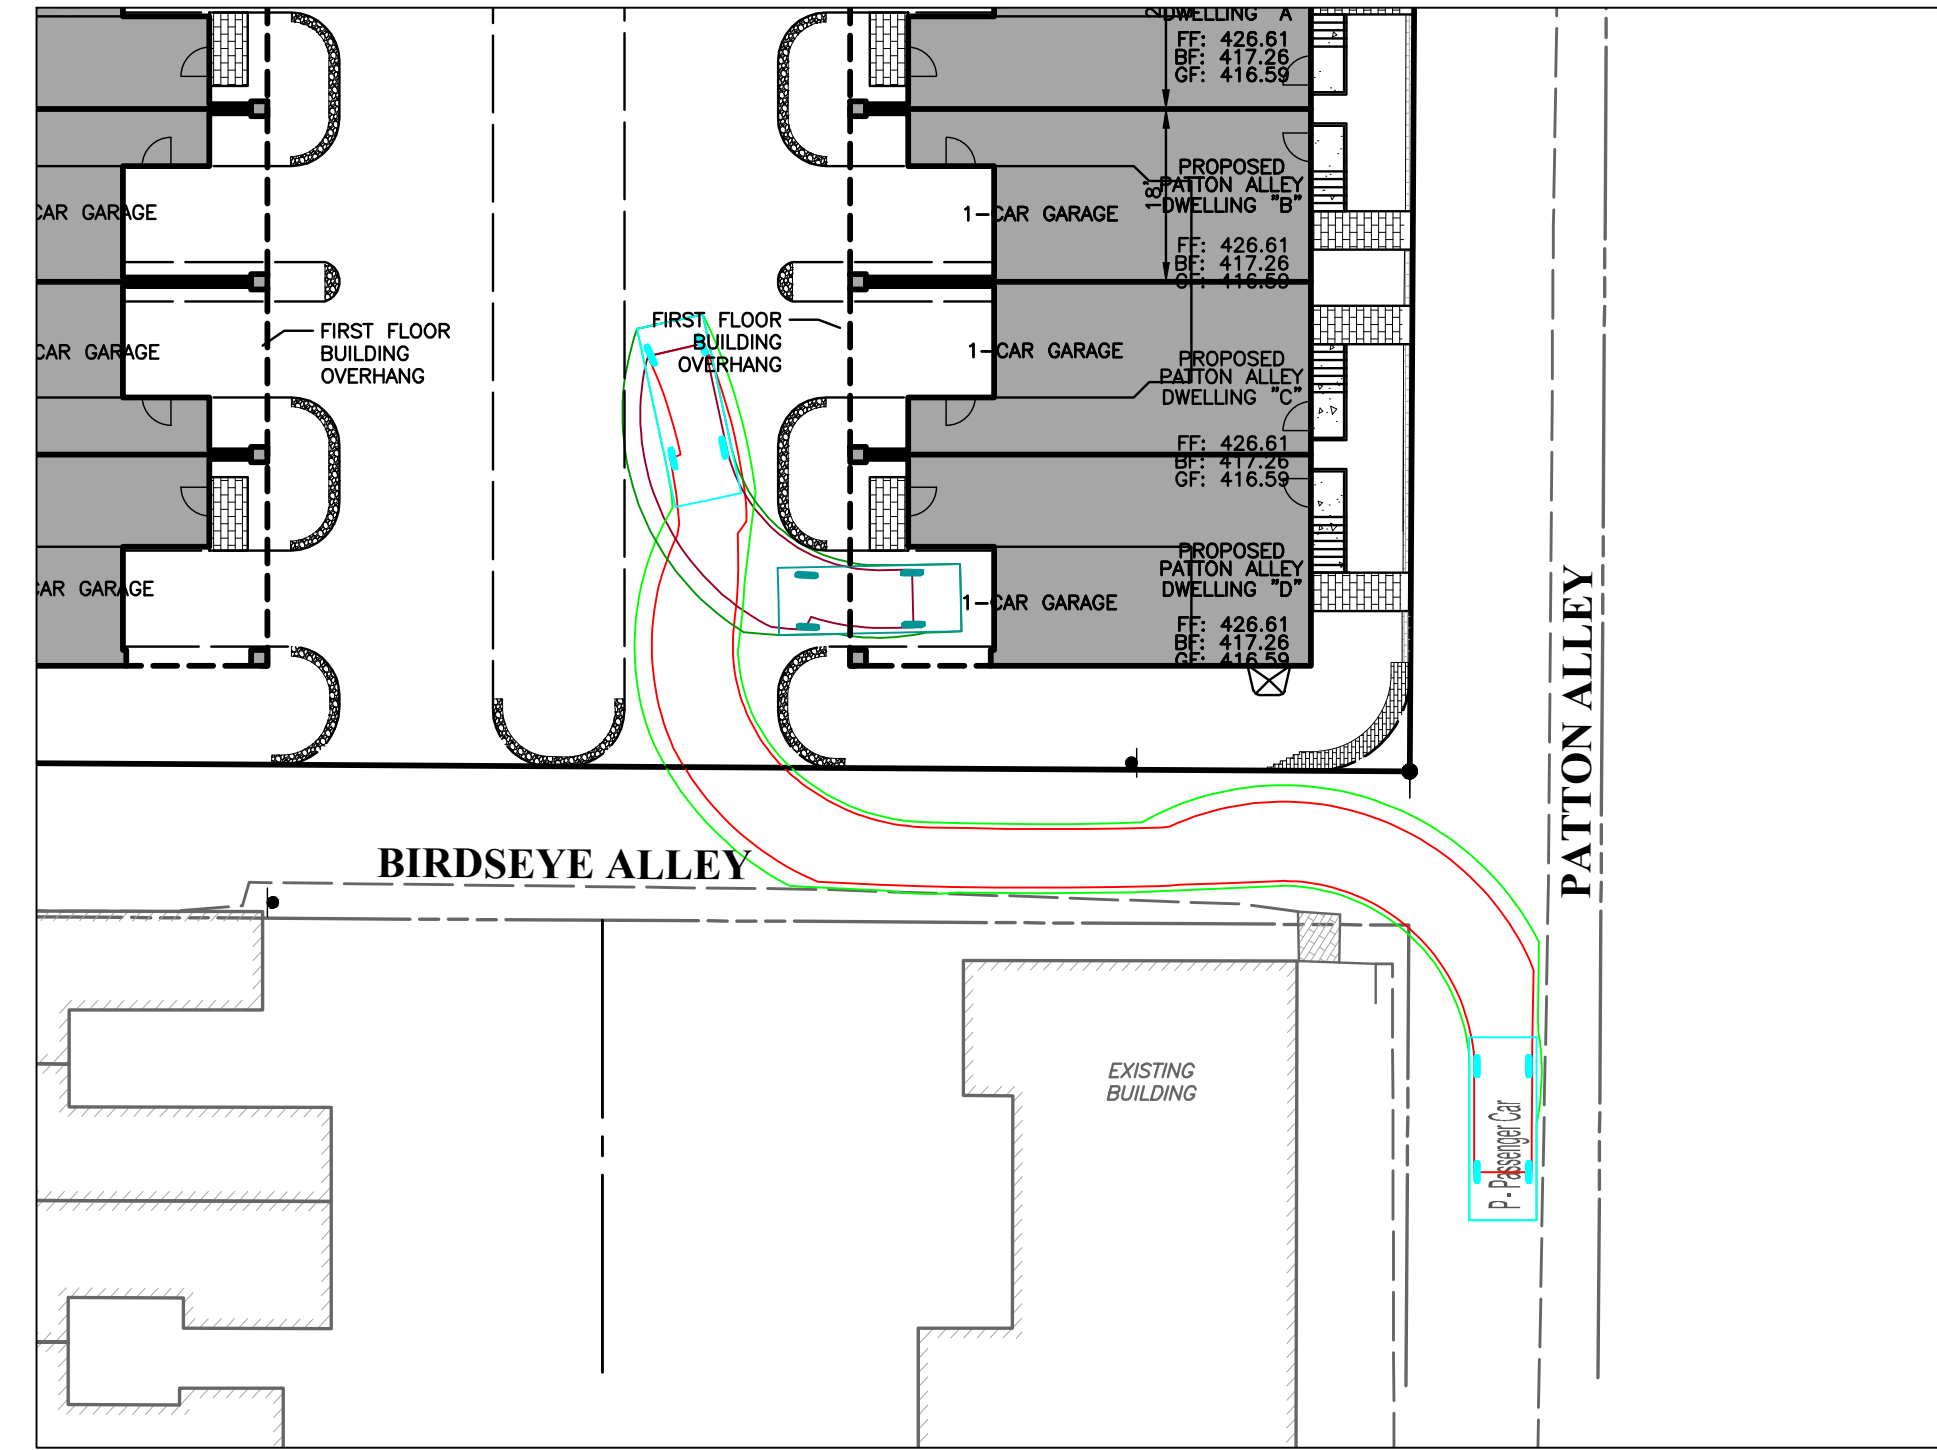 DWELLING "A"
FF: 426.61
BF: 417.26
GF: 416.59
PROPOSED
PATTON ALLEY
DWELLING "B"
18'
CAR GARAGE
1-CAR GARAGE
FF: 426.61
BF: 417.26
GF: 416.59
FIRST FLOOR
BUILDING
OVERHANG
FIRST FLOOR
BUILDING
OVERHANG
CAR GARAGE
1-CAR GARAGE
PROPOSED
PATTON ALLEY
DWELLING "C"
FF: 426.61
BF: 417.26
GF: 416.59
PROPOSED
PATTON ALLEY
DWELLING "D"
CAR GARAGE
1-CAR GARAGE
FF: 426.61
BF: 417.26
GF: 416.59
PATTON ALLEY
BIRDSEYE ALLEY
EXISTING
BUILDING
P - Passenger Car